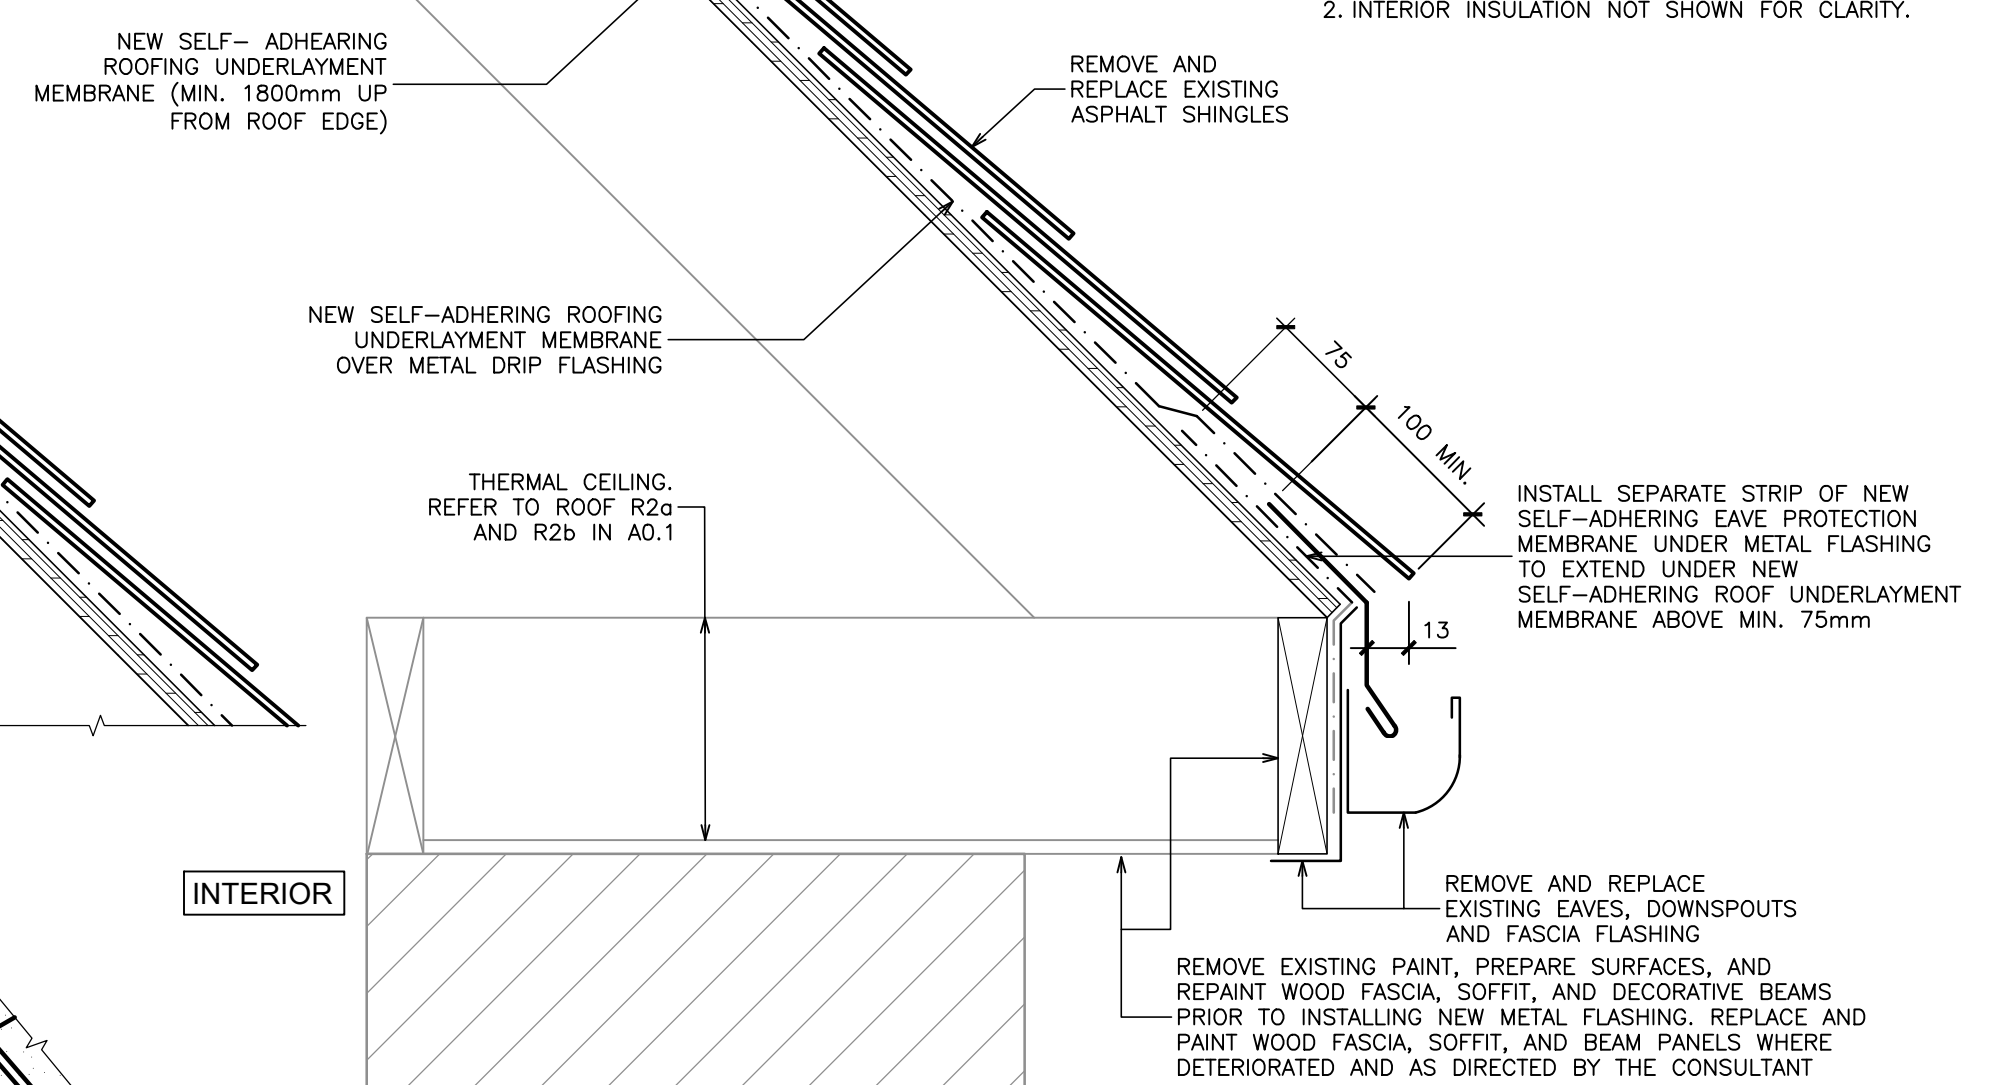 2. INTERIOR INSULATION NOT SHOWN FOR CLARITY.
NEW SELF- ADHEARING
ROOFING UNDERLAYMENT
MEMBRANE (MIN. 1800mm UP
FROM ROOF EDGE)
REMOVE AND
REPLACE EXISTING
ASPHALT SHINGLES
NEW SELF-ADHERING ROOFING
UNDERLAYMENT MEMBRANE
OVER METAL DRIP FLASHING
75
100 MIN.
THERMAL CEILING.
REFER TO ROOF R2a
AND R2b IN A0.1
INSTALL SEPARATE STRIP OF NEW
SELF-ADHERING EAVE PROTECTION
MEMBRANE UNDER METAL FLASHING
TO EXTEND UNDER NEW
SELF-ADHERING ROOF UNDERLAYMENT
MEMBRANE ABOVE MIN. 75mm
13
INTERIOR
REMOVE AND REPLACE
EXISTING EAVES, DOWNSPOUTS
AND FASCIA FLASHING
REMOVE EXISTING PAINT, PREPARE SURFACES, AND
REPAINT WOOD FASCIA, SOFFIT, AND DECORATIVE BEAMS
PRIOR TO INSTALLING NEW METAL FLASHING. REPLACE AND
PAINT WOOD FASCIA, SOFFIT, AND BEAM PANELS WHERE
DETERIORATED AND AS DIRECTED BY THE CONSULTANT